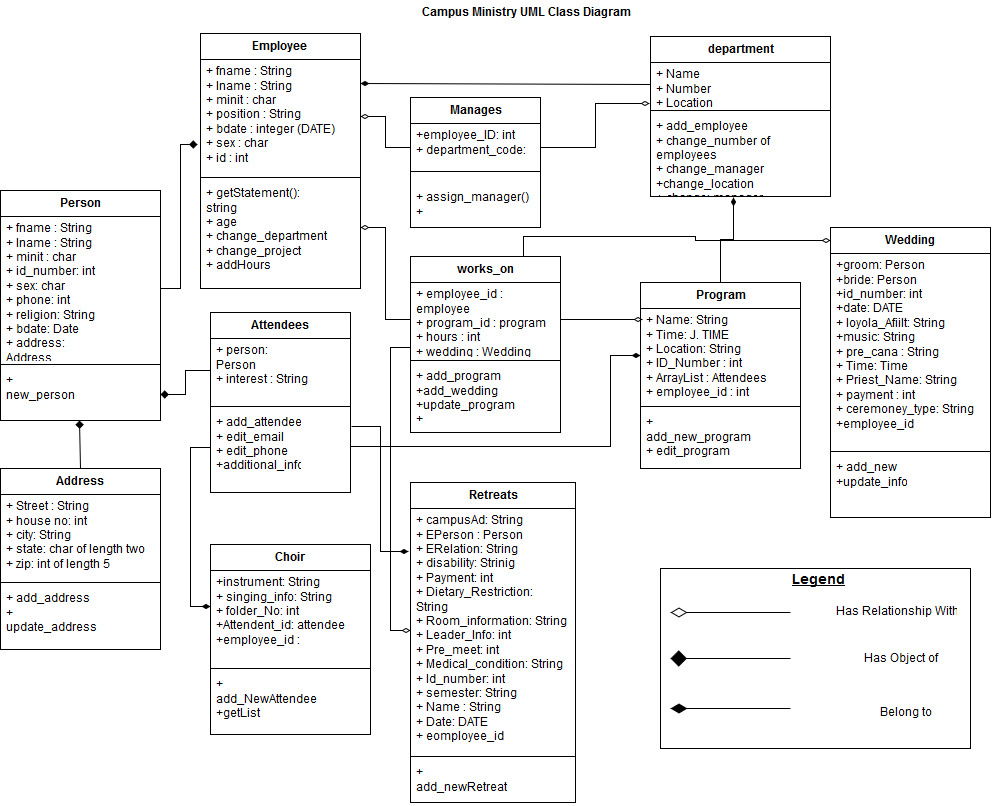 Campus Ministry UML Class Diagram
Employee
+ fname : String
+ lname : String
+ minit : char
+ position : String
+ bdate : integer (DATE)
+ sex : char
+ id : int
+ getStatement():
string
+ age
+ change_department
+ change_project
+ addHours
department
+ Name
+ Number
+ Location
+ add_employee
+ change_number of
employees
+ change_manager
+change_location
Manages
+employee_ID: int
+ department_code:
+ assign_manager()
+
Person
+ fname : String
+ lname : String
+ minit : char
+ id_number: int
+ sex: char
+ phone: int
+ religion: String
+ bdate: Date
+ address:
Address
+
new_person
works_on
+ employee_id :
employee
+ program_id : program
+ hours : int
+ wedding : Wedding
+ add_program
+add_wedding
+update_program
+
Wedding
+groom: Person
+bride: Person
+id_number: int
+date: DATE
+loyola_Afiilt: String
+music: String
+ pre_cana : String
+ Time: Time
+ Priest_Name: String
+ payment : int
+ ceremoney_type: String
+employee_id
+ add_new
+update_info
Program
+ Name: String
+ Time: J. TIME
+ Location: String
+ ID_Number : int
+ ArrayList : Attendees
+ employee_id : int
+
add_new_program
+ edit_program
Attendees
+ person:
Person
+ interest : String
+ add_attendee
+ edit_email
+ edit_phone
+additional_info
Address
+ Street : String
+ house no: int
+ city: String
+ state: char of length two
+ zip: int of length 5
+ add_address
+
update_address
Choir
+instrument: String
+ singing_info: String
+ folder_No: int
+Attendent_id: attendee
+employee_id :
+
add_NewAttendee
+getList
Retreats
+ campusAd: String
+ EPerson : Person
+ ERelation: String
+ disability: Strinig
+ Payment: int
+ Dietary_Restriction:
String
+ Room_information: String
+ Leader_Info: int
+ Pre_meet: int
+ Medical_condition: String
+ Id_number: int
+ semester: String
+ Name : String
+ Date: DATE
+ eomployee_id
+
add_newRetreat
Legend
Has Relationship With
Has Object of
Belong to